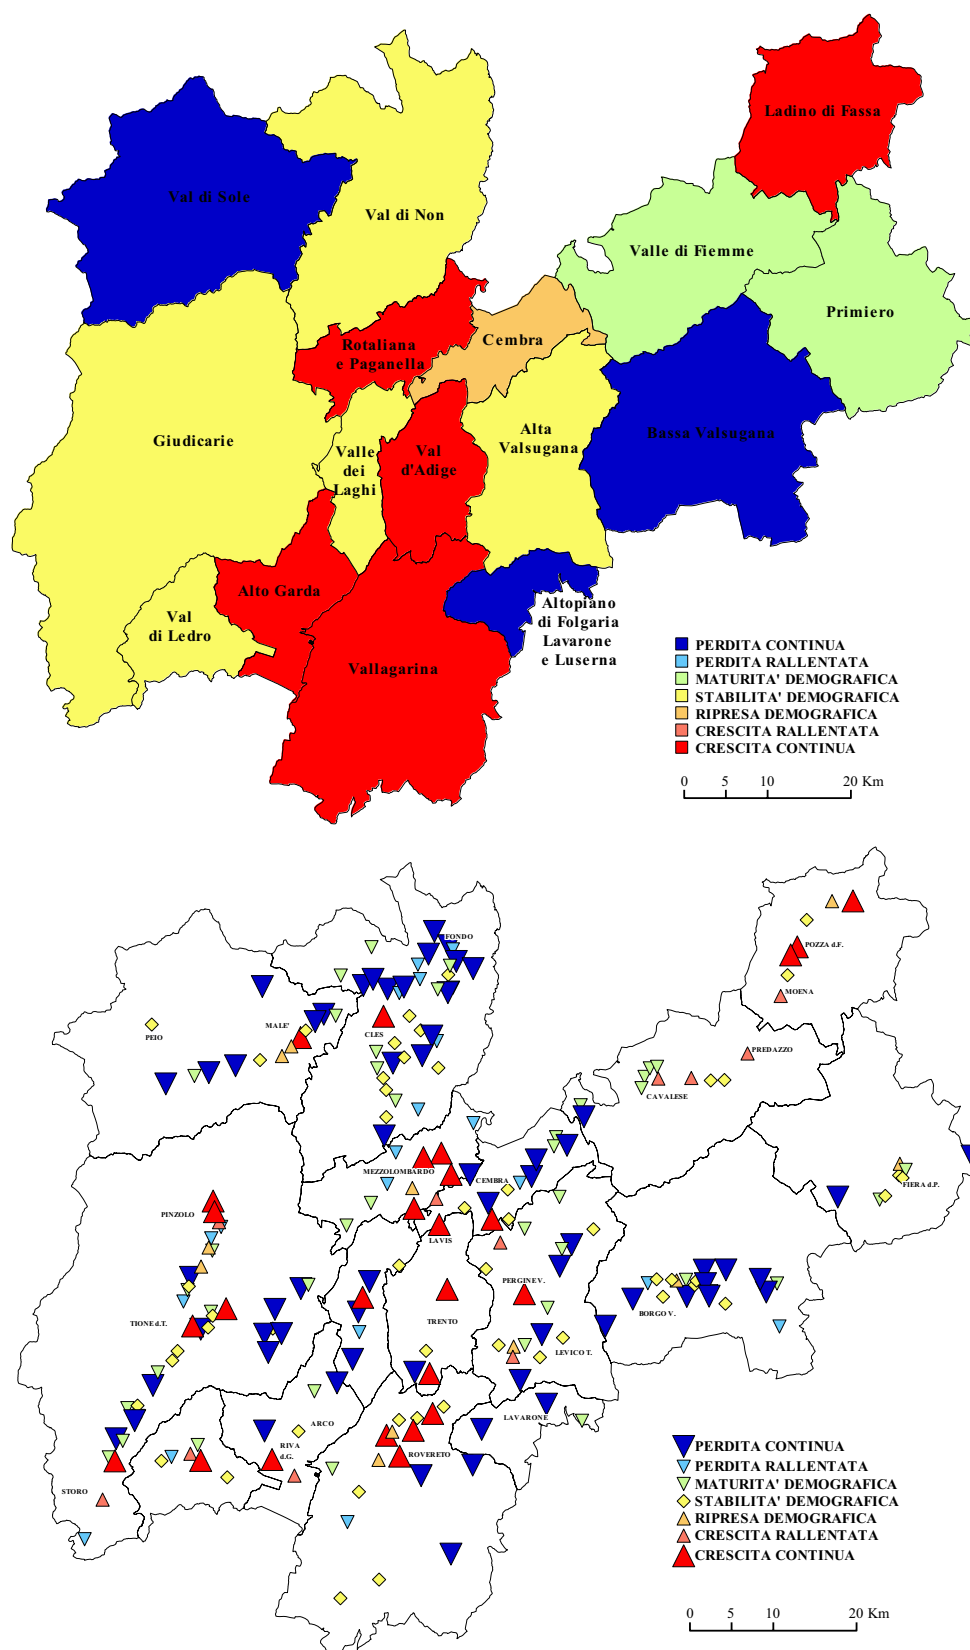 Ladino di Fassa
Val di Sole
Val di Non
Valle di Fiemme
Primiero
Rotaliana
e Paganella
Cembra
Giudicarie
Valle
dei
Laghi
Val
d'Adige
Alta
Valsugana
Bassa Valsugana
Alto Garda
Val
di Ledro
Vallagarina
Altopiano
di Folgaria
Lavarone
e Luserna
PERDITA CONTINUA
PERDITA RALLENTATA
MATURITA' DEMOGRAFICA
STABILITA' DEMOGRAFICA
RIPRESA DEMOGRAFICA
CRESCITA RALLENTATA
CRESCITA CONTINUA
0 5 10 20 Km
FONDO
POZZA d.F.
MOENA
PEIO
MALE'
CLES
PREDAZZO
CAVALESE
MEZZOLOMBARDO
CEMBRA
FIERA d.P.
PINZOLO
LAVIS
PERGINE V.
BORGO V.
TIONE d.T.
TRENTO
LEVICO T.
ARCO
LAVARONE
RIVA
d.G.
ROVERETO
STORO
PERDITA CONTINUA
PERDITA RALLENTATA
MATURITA' DEMOGRAFICA
STABILITA' DEMOGRAFICA
RIPRESA DEMOGRAFICA
CRESCITA RALLENTATA
CRESCITA CONTINUA
0 5 10 20 Km